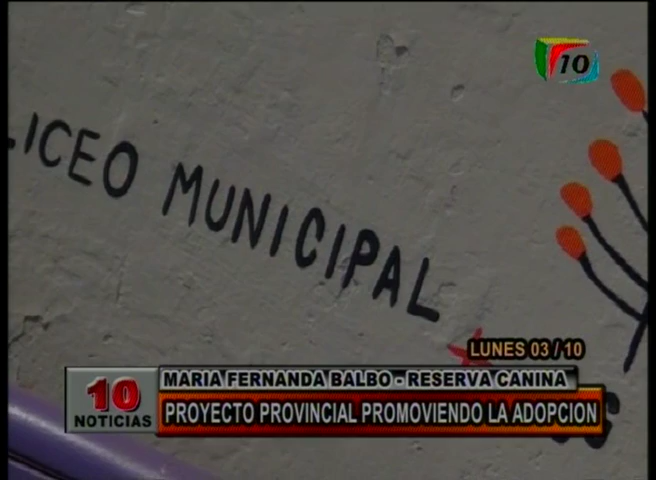 10
LICEO MUNICIPAL
LUNES 03/10
10
NOTICIAS
MARIA FERNANDA BALBO - RESERVA CANINA
PROYECTO PROVINCIAL PROMOVIENDO LA ADOPCION